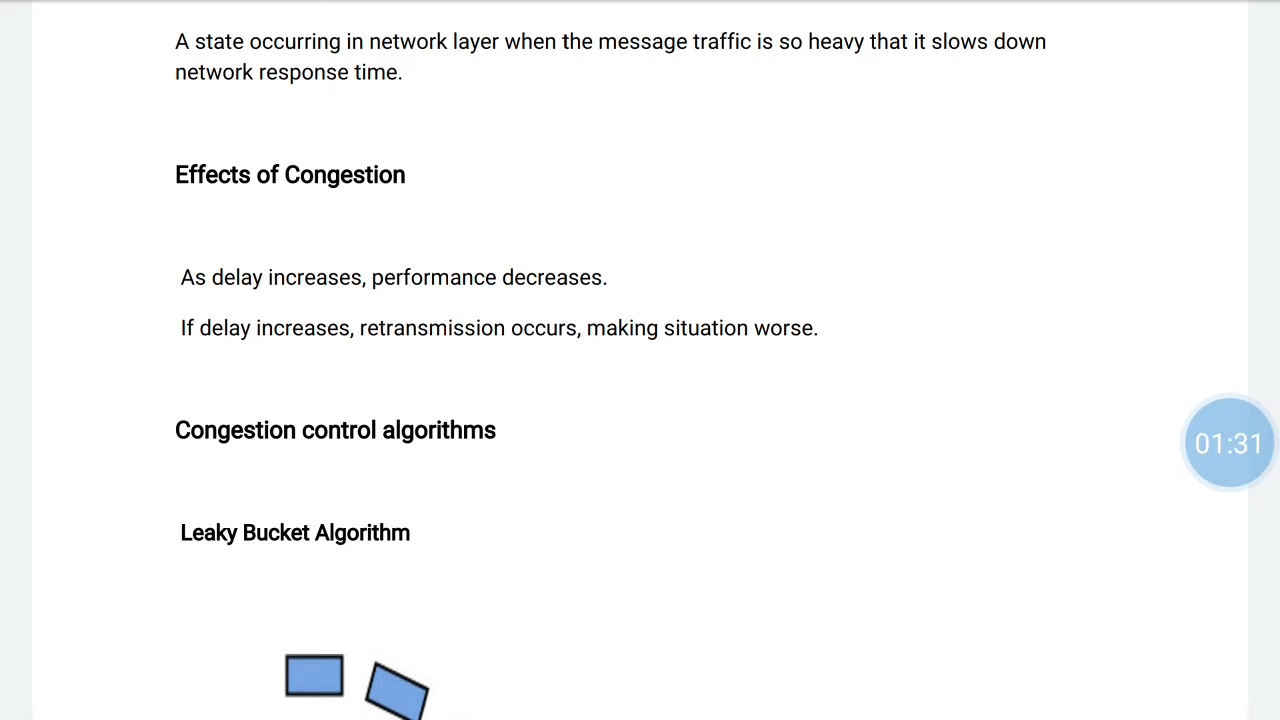 A state occurring in network layer when the message traffic is so heavy that it slows down
network response time.
Effects of Congestion
As delay increases, performance decreases.
If delay increases, retransmission occurs, making situation worse.
Congestion control algorithms
01:31
Leaky Bucket Algorithm